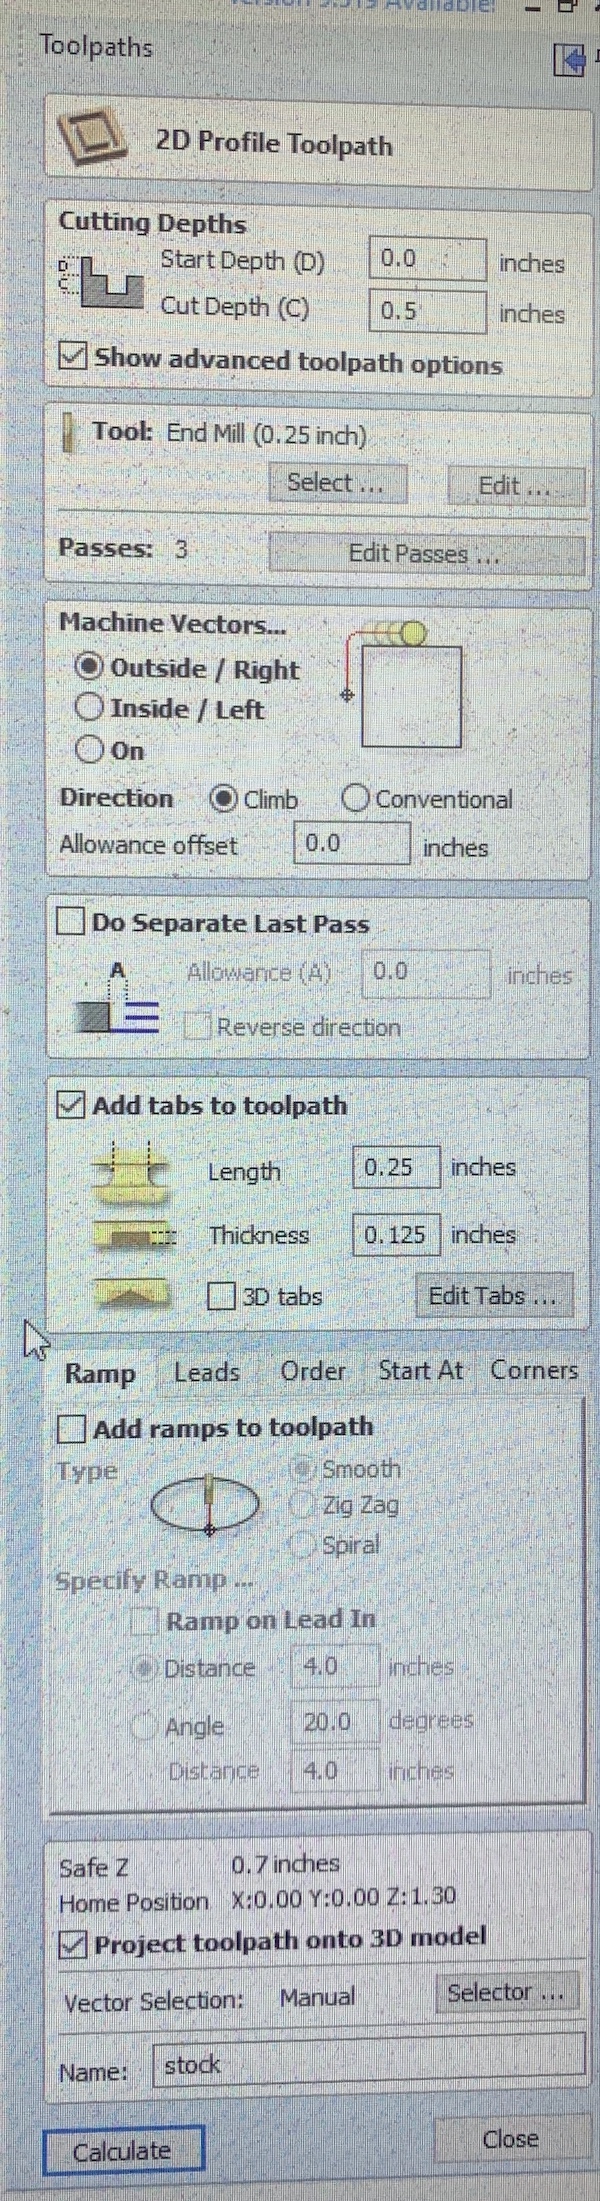 Version 9.519 Available!
Toolpaths
2D Profile Toolpath
Cutting Depths
D
Start Depth (D) 0.0 inches
C
Cut Depth (C) 0.5 inches
Show advanced toolpath options
Tool: End Mill (0.25 inch)
Select ... Edit ...
Passes: 3 Edit Passes ...
Machine Vectors...
Outside / Right
Inside / Left
On
Direction Climb Conventional
Allowance offset 0.0 inches
Do Separate Last Pass
A Allowance (A) 0.0 inches
Reverse direction
Add tabs to toolpath
Length 0.25 inches
Thickness 0.125 inches
3D tabs Edit Tabs ...
Ramp Leads Order Start At Corners
Add ramps to toolpath
Type Smooth
Zig Zag
Spiral
Specify Ramp ...
Ramp on Lead In
Distance 4.0 inches
Angle 20.0 degrees
Distance 4.0 inches
Safe Z 0.7 inches
Home Position X:0.00 Y:0.00 Z:1.30
Project toolpath onto 3D model
Vector Selection: Manual Selector ...
Name: stock
Calculate Close